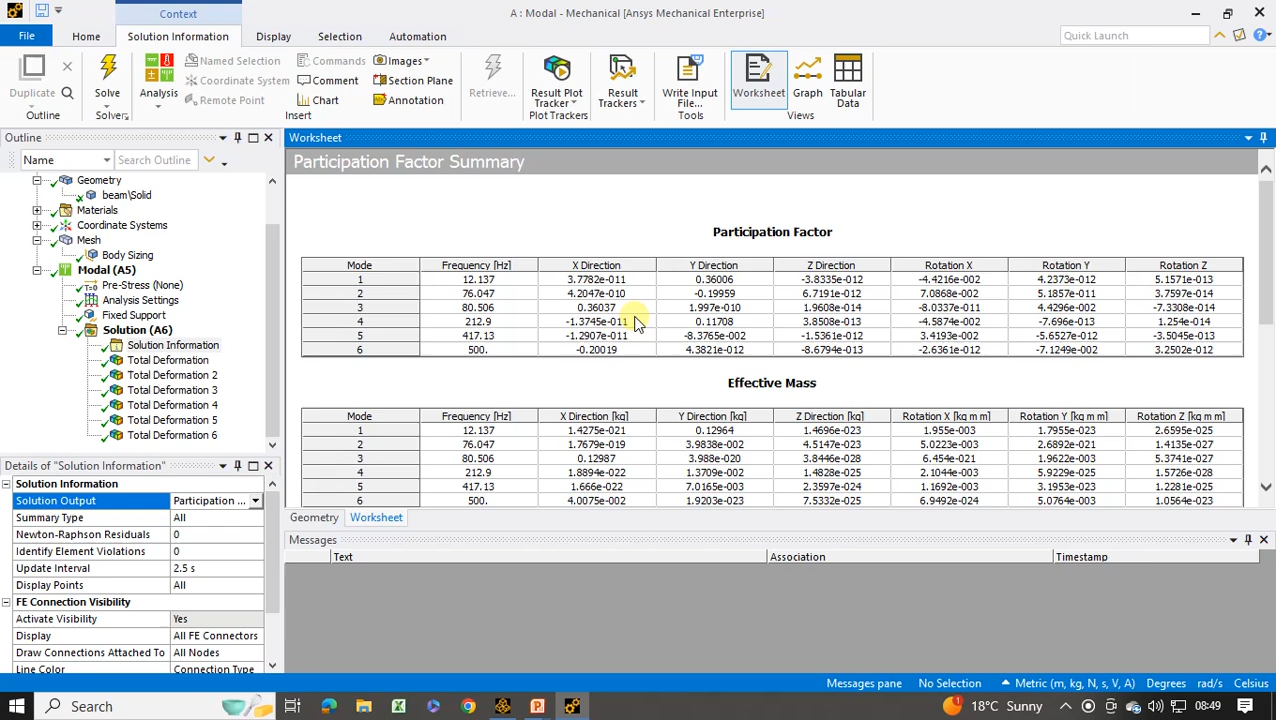 Context
A : Modal - Mechanical [Ansys Mechanical Enterprise]
File Home Solution Information Display Selection Automation Quick Launch
Duplicate
Outline
Solve
Solver
Analysis
Named Selection
Coordinate System
Remote Point
Commands
Comment
Chart
Images
Section Plane
Annotation
Insert
Retrieve...
Result Plot
Tracker
Plot Trackers
Result
Trackers
Write Input
File...
Tools
Worksheet
Graph
Tabular
Data
Views
Outline
Name Search Outline
Geometry
beam\Solid
Materials
Coordinate Systems
Mesh
Body Sizing
Modal (A5)
Pre-Stress (None)
Analysis Settings
Fixed Support
Solution (A6)
Solution Information
Total Deformation
Total Deformation 2
Total Deformation 3
Total Deformation 4
Total Deformation 5
Total Deformation 6
Details of "Solution Information"
Solution Information
Solution Output Participation ...
Summary Type All
Newton-Raphson Residuals 0
Identify Element Violations 0
Update Interval 2.5 s
Display Points All
FE Connection Visibility
Activate Visibility Yes
Display All FE Connectors
Draw Connections Attached To All Nodes
Line Color Connection Type
Worksheet
Participation Factor Summary
Participation Factor
Mode Frequency [Hz] X Direction Y Direction Z Direction Rotation X Rotation Y Rotation Z
1 12.137 3.7782e-011 0.36006 -3.8335e-012 -4.4216e-002 4.4237e-012 5.1571e-013
2 76.047 4.2047e-010 -0.19959 6.7191e-012 7.0868e-002 5.1857e-011 3.7597e-014
3 80.506 0.36037 1.997e-010 1.9608e-014 -8.0337e-011 4.4296e-002 -7.3308e-014
4 212.9 -1.3745e-011 0.11708 3.8508e-013 -4.5874e-002 -7.696e-013 1.254e-014
5 417.13 -1.2907e-011 -8.3765e-002 -1.5361e-012 3.4193e-002 -5.6527e-012 -3.5045e-013
6 500. -0.20019 4.3821e-012 -8.6794e-013 -2.6361e-012 -7.1249e-002 3.2502e-012
Effective Mass
Mode Frequency [Hz] X Direction [kg] Y Direction [kg] Z Direction [kg] Rotation X [kg m m] Rotation Y [kg m m] Rotation Z [kg m m]
1 12.137 1.4275e-021 0.12964 1.4696e-023 1.955e-003 1.7955e-023 2.6595e-025
2 76.047 1.7679e-019 3.9838e-002 4.5147e-023 5.0223e-003 2.6892e-021 1.4135e-027
3 80.506 0.12987 3.988e-020 3.8446e-028 6.454e-021 1.9622e-003 5.3741e-027
4 212.9 1.8894e-022 1.3709e-002 1.4828e-025 2.1044e-003 5.9229e-025 1.5726e-028
5 417.13 1.666e-022 7.0165e-003 2.3597e-024 1.1692e-003 3.1953e-023 1.2281e-025
6 500. 4.0075e-002 1.9203e-023 7.5332e-025 6.9492e-024 5.0764e-003 1.0564e-023
Geometry Worksheet
Messages
Text Association Timestamp
Messages pane No Selection Metric (m, kg, N, s, V, A) Degrees rad/s Celsius
Search 18°C Sunny 08:49